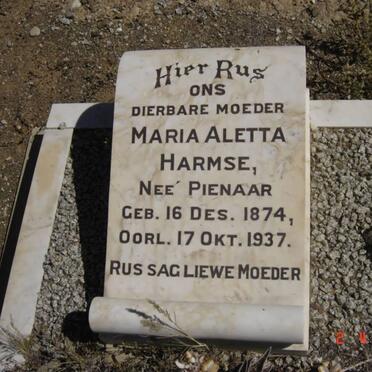 Hier Rus
ONS
DIERBARE MOEDER
MARIA ALETTA
HARMSE,
NEÉ PIENAAR
GEB. 16 DES. 1874,
OORL. 17 OKT. 1937.
RUS SAG LIEWE MOEDER